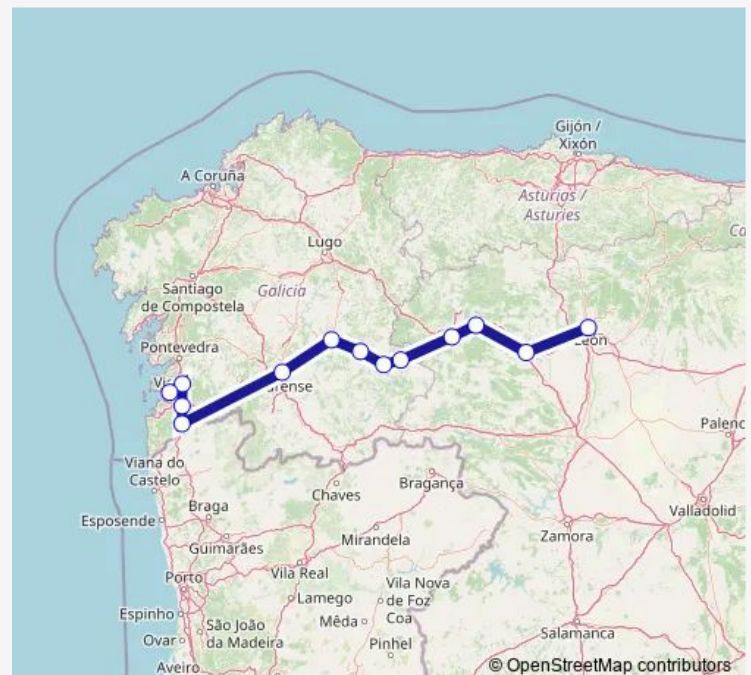 Gijón /
Xixón
A Coruña
Asturias /
Asturies
Lugo
Santiago
de Compostela
Galicia
Pontevedra
León
Palenc
Viana do
Castelo
Chaves
Bragança
Braga
Esposende
Valladolid
Guimarães
Mirandela
Zamora
Vila Real
Porto
Vila Nova
de Foz
Coa
Lamego
Espinho
São João
da Madeira
Mêda
Ovar
Pinhel
Salamanca
Aveiro
© OpenStreetMap contributors